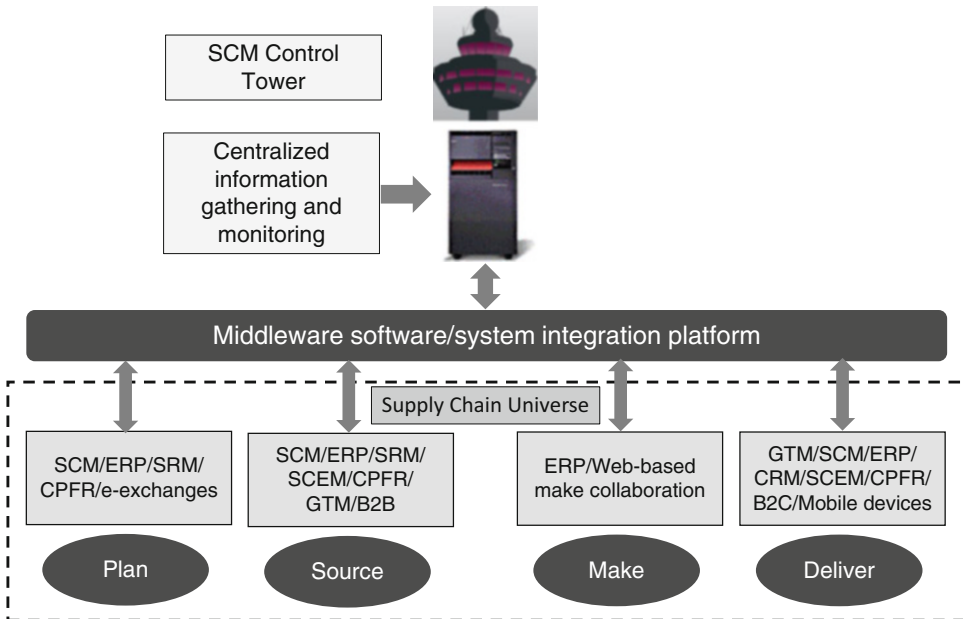 SCM Control
Tower
Centralized
information
gathering and
monitoring
Middleware software/system integration platform
Supply Chain Universe
SCM/ERP/SRM/
CPFR/e-exchanges
SCM/ERP/SRM/
SCEM/CPFR/
GTM/B2B
ERP/Web-based
make collaboration
GTM/SCM/ERP/
CRM/SCEM/CPFR/
B2C/Mobile devices
Plan
Source
Make
Deliver